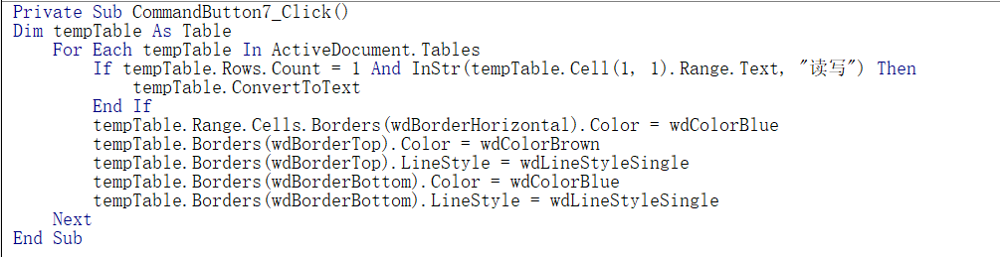 Private Sub CommandButton7_Click()
Dim tempTable As Table
    For Each tempTable In ActiveDocument.Tables
        If tempTable.Rows.Count = 1 And InStr(tempTable.Cell(1, 1).Range.Text, "读写") Then
            tempTable.ConvertToText
        End If
        tempTable.Range.Cells.Borders(wdBorderHorizontal).Color = wdColorBlue
        tempTable.Borders(wdBorderTop).Color = wdColorBrown
        tempTable.Borders(wdBorderTop).LineStyle = wdLineStyleSingle
        tempTable.Borders(wdBorderBottom).Color = wdColorBlue
        tempTable.Borders(wdBorderBottom).LineStyle = wdLineStyleSingle
    Next
End Sub